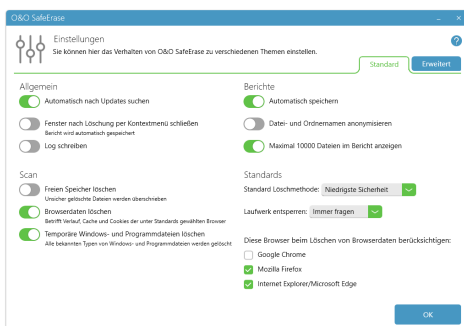 O&O SafeErase
Einstellungen
Sie können hier das Verhalten von O&O SafeErase zu verschiedenen Themen einstellen.
Standard
Erweitert
Allgemein
Automatisch nach Updates suchen
Fenster nach Löschung per Kontextmenü schließen
Bericht wird automatisch gespeichert
Log schreiben
Berichte
Automatisch speichern
Datei- und Ordnernamen anonymisieren
Maximal 10000 Dateien im Bericht anzeigen
Scan
Freien Speicher löschen
Unsicher gelöschte Dateien werden überschrieben
Browserdaten löschen
Betrifft Verlauf, Cache und Cookies der unter Standards gewählten Browser
Temporäre Windows- und Programmdateien löschen
Alle bekannten Typen von Windows- und Programmdateien werden gelöscht
Standards
Standard Löschmethode: Niedrigste Sicherheit
Laufwerk entsperren: Immer fragen
Diese Browser beim Löschen von Browserdaten berücksichtigen:
Google Chrome
Mozilla Firefox
Internet Explorer/Microsoft Edge
OK